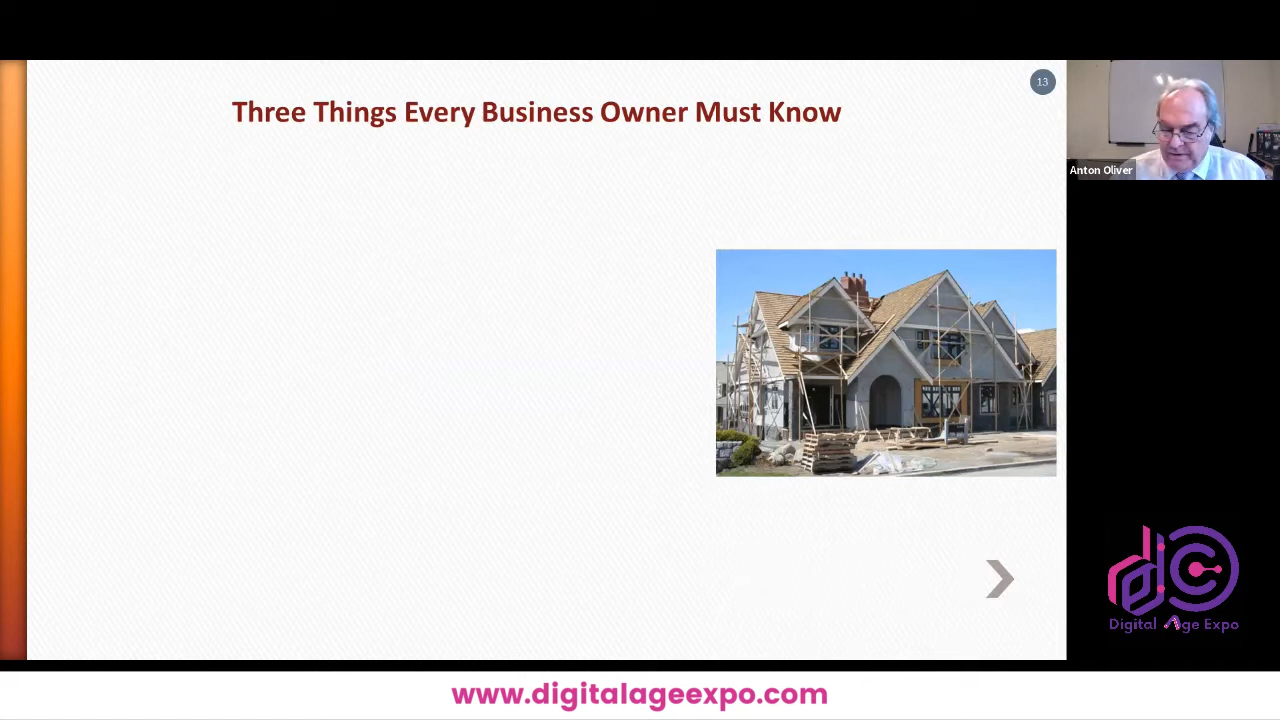 13
Three Things Every Business Owner Must Know
Anton Oliver
Digital Age Expo
www.digitalageexpo.com